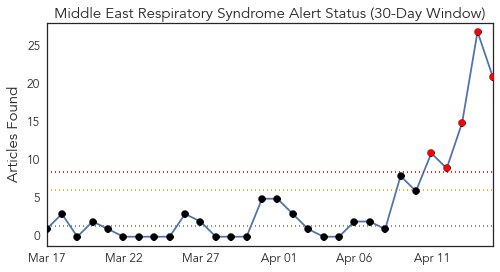 Middle East Respiratory Syndrome Alert Status (30-Day Window)
Articles Found
25
20
15
10
5
0
Mar 17 Mar 22 Mar 27 Apr 01 Apr 06 Apr 11